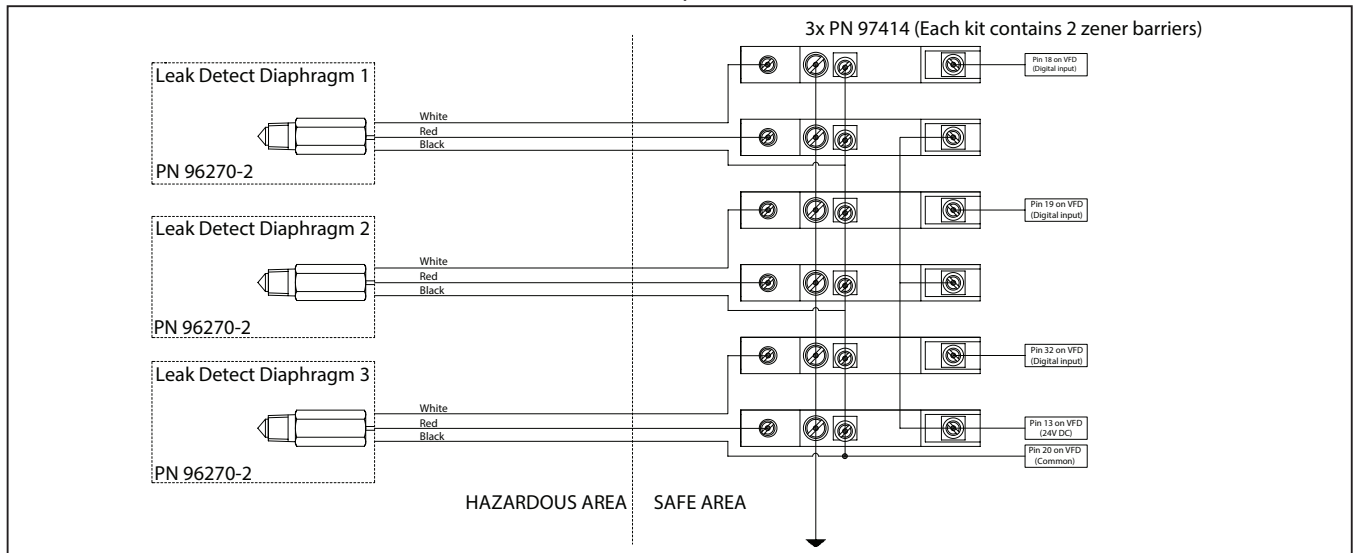 3x PN 97414 (Each kit contains 2 zener barriers)
Leak Detect Diaphragm 1
White
Red
Black
PN 96270-2
Pin 18 on VFD
(Digital input)
Leak Detect Diaphragm 2
White
Red
Black
PN 96270-2
Pin 19 on VFD
(Digital input)
Leak Detect Diaphragm 3
White
Red
Black
PN 96270-2
Pin 32 on VFD
(Digital input)
Pin 13 on VFD
(24V DC)
Pin 20 on VFD
(Common)
HAZARDOUS AREA
SAFE AREA